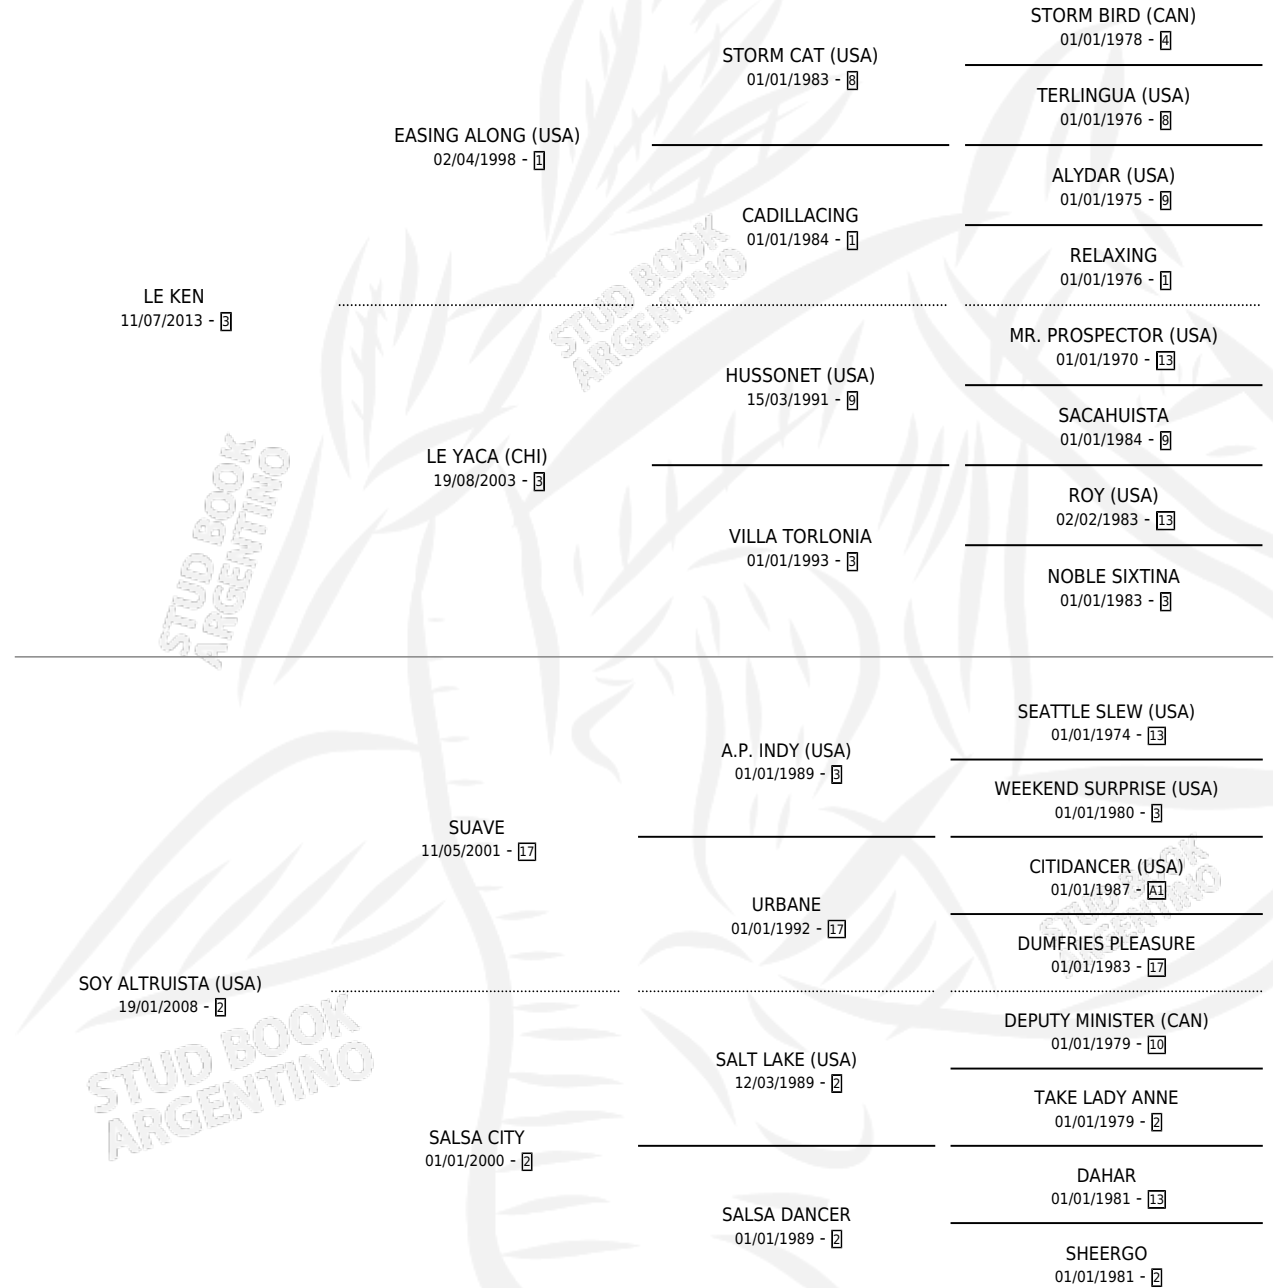 STORM BIRD (CAN)
01/01/1978 - 4
STORM CAT (USA)
01/01/1983 - 8
TERLINGUA (USA)
01/01/1976 - 8
EASING ALONG (USA)
02/04/1998 - 1
ALYDAR (USA)
01/01/1975 - 9
CADILLACING
01/01/1984 - 1
RELAXING
01/01/1976 - 1
LE KEN
11/07/2013 - 3
MR. PROSPECTOR (USA)
01/01/1970 - 13
HUSSONET (USA)
15/03/1991 - 9
SACAHUISTA
01/01/1984 - 9
LE YACA (CHI)
19/08/2003 - 3
ROY (USA)
02/02/1983 - 13
VILLA TORLONIA
01/01/1993 - 3
NOBLE SIXTINA
01/01/1983 - 3
STUD BOOK
ARGENTINO
STUD BOOK
ARGENTINO
SEATTLE SLEW (USA)
01/01/1974 - 13
A.P. INDY (USA)
01/01/1989 - 3
WEEKEND SURPRISE (USA)
01/01/1980 - 3
SUAVE
11/05/2001 - 17
CITIDANCER (USA)
01/01/1987 - A1
URBANE
01/01/1992 - 17
DUMFRIES PLEASURE
01/01/1983 - 17
STUD BOOK
ARGENTINO
SOY ALTRUISTA (USA)
19/01/2008 - 2
DEPUTY MINISTER (CAN)
01/01/1979 - 10
SALT LAKE (USA)
12/03/1989 - 2
TAKE LADY ANNE
01/01/1979 - 2
STUD BOOK
ARGENTINO
SALSA CITY
01/01/2000 - 2
DAHAR
01/01/1981 - 13
SALSA DANCER
01/01/1989 - 2
SHEERGO
01/01/1981 - 2